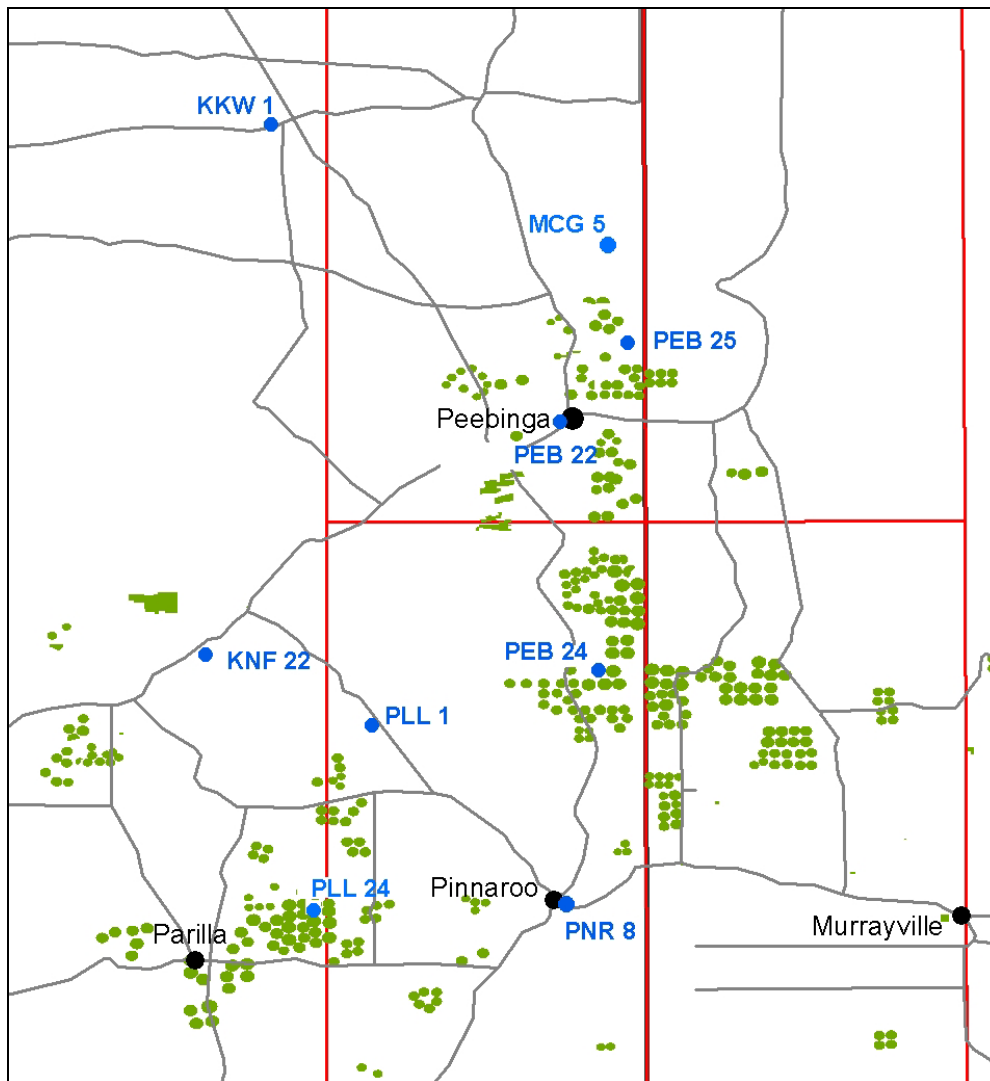 KKW 1
MCG 5
PEB 25
Peebinga
PEB 22
PEB 24
KNF 22
PLL 1
PLL 24
Pinnaroo
Parilla
PNR 8
Murrayville